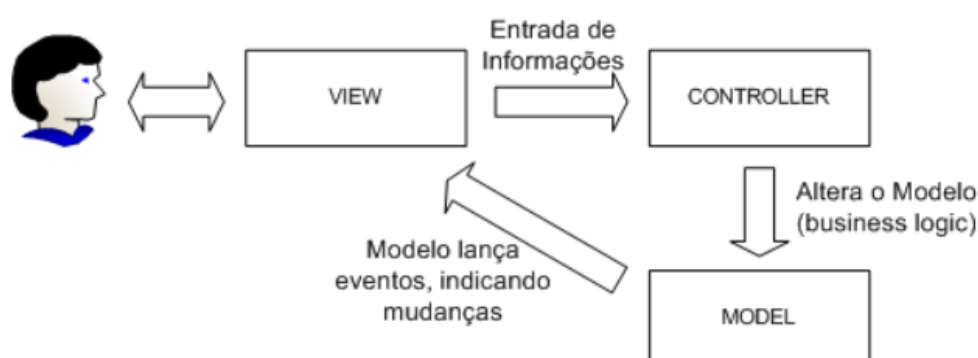 Entrada de
Informações
VIEW
CONTROLLER
Altera o Modelo
(business logic)
Modelo lança
eventos, indicando
mudanças
MODEL